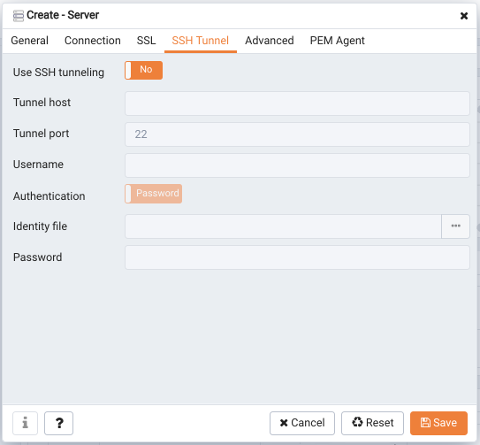 Create - Server
General Connection SSL SSH Tunnel Advanced PEM Agent
Use SSH tunneling No
Tunnel host
Tunnel port 22
Username
Authentication Password
Identity file ...
Password
i ? Cancel Reset Save